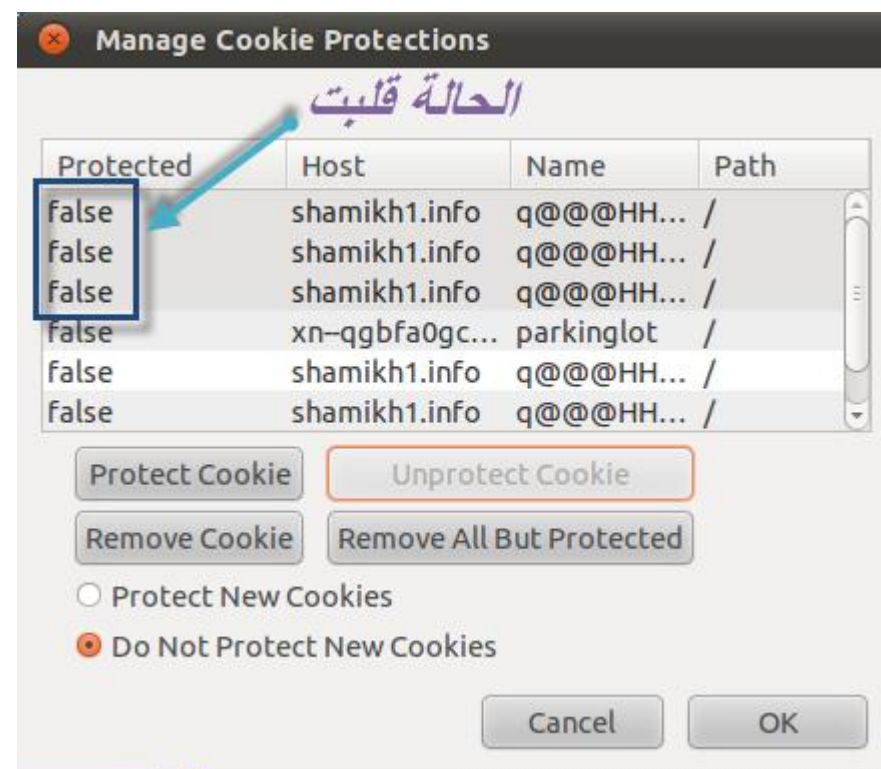 Manage Cookie Protections
الحالة قلبت
Protected Host Name Path
false shamikh1.info q@@@HH... /
false shamikh1.info q@@@HH... /
false shamikh1.info q@@@HH... /
false xn--qgbfa0gc... parkinglot /
false shamikh1.info q@@@HH... /
false shamikh1.info q@@@HH... /
Protect Cookie Unprotect Cookie
Remove Cookie Remove All But Protected
Protect New Cookies
Do Not Protect New Cookies
Cancel OK